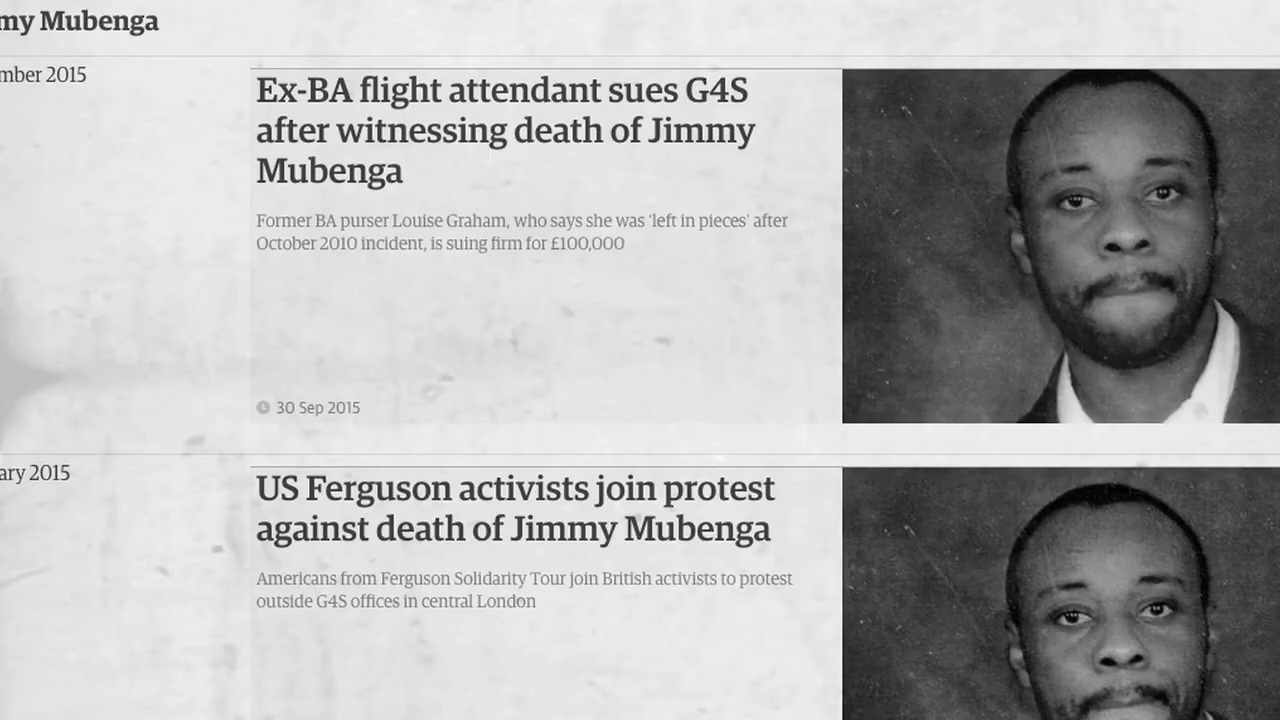 my Mubenga
mber 2015
Ex-BA flight attendant sues G4S
after witnessing death of Jimmy
Mubenga
Former BA purser Louise Graham, who says she was ‘left in pieces’ after
October 2010 incident, is suing firm for £100,000
30 Sep 2015
ary 2015
US Ferguson activists join protest
against death of Jimmy Mubenga
Americans from Ferguson Solidarity Tour join British activists to protest
outside G4S offices in central London